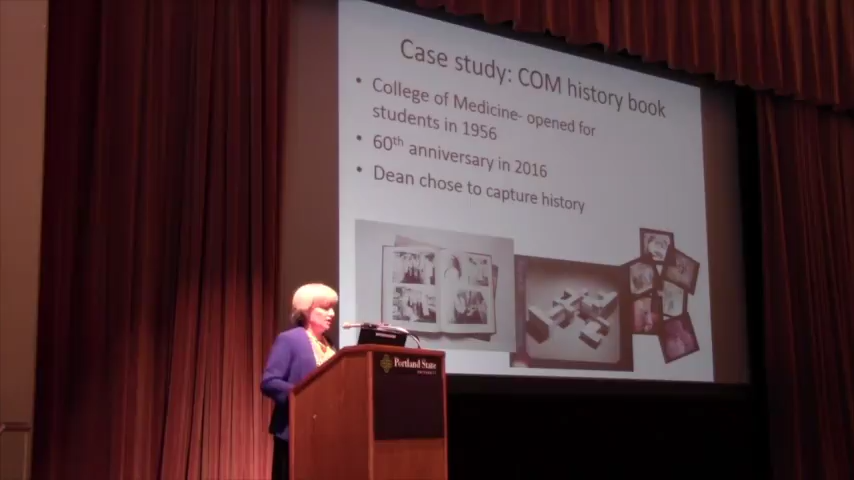 Case study: COM history book
• College of Medicine- opened for
students in 1956
• 60th anniversary in 2016
• Dean chose to capture history
Portland State
UNIVERSITY